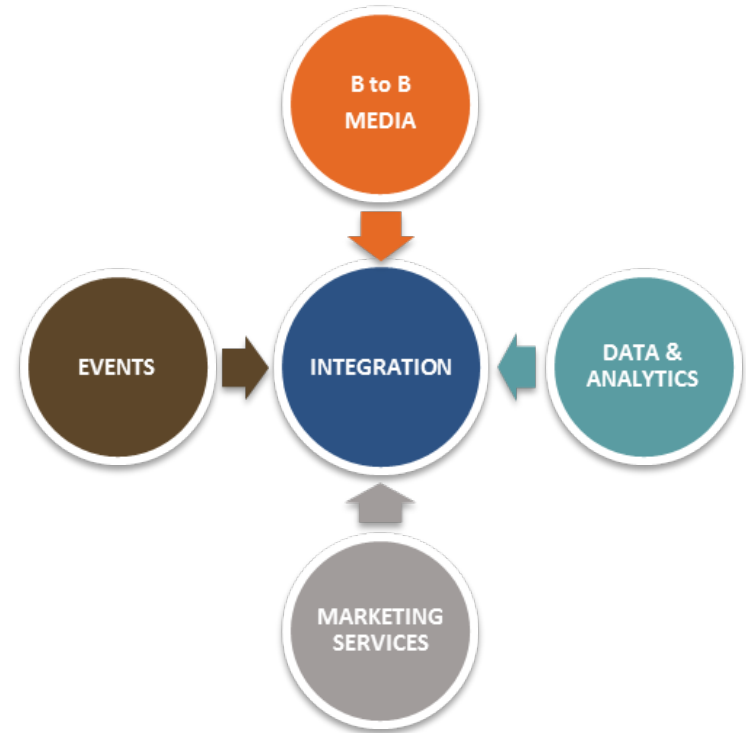 B to B
MEDIA
EVENTS
INTEGRATION
DATA &
ANALYTICS
MARKETING
SERVICES